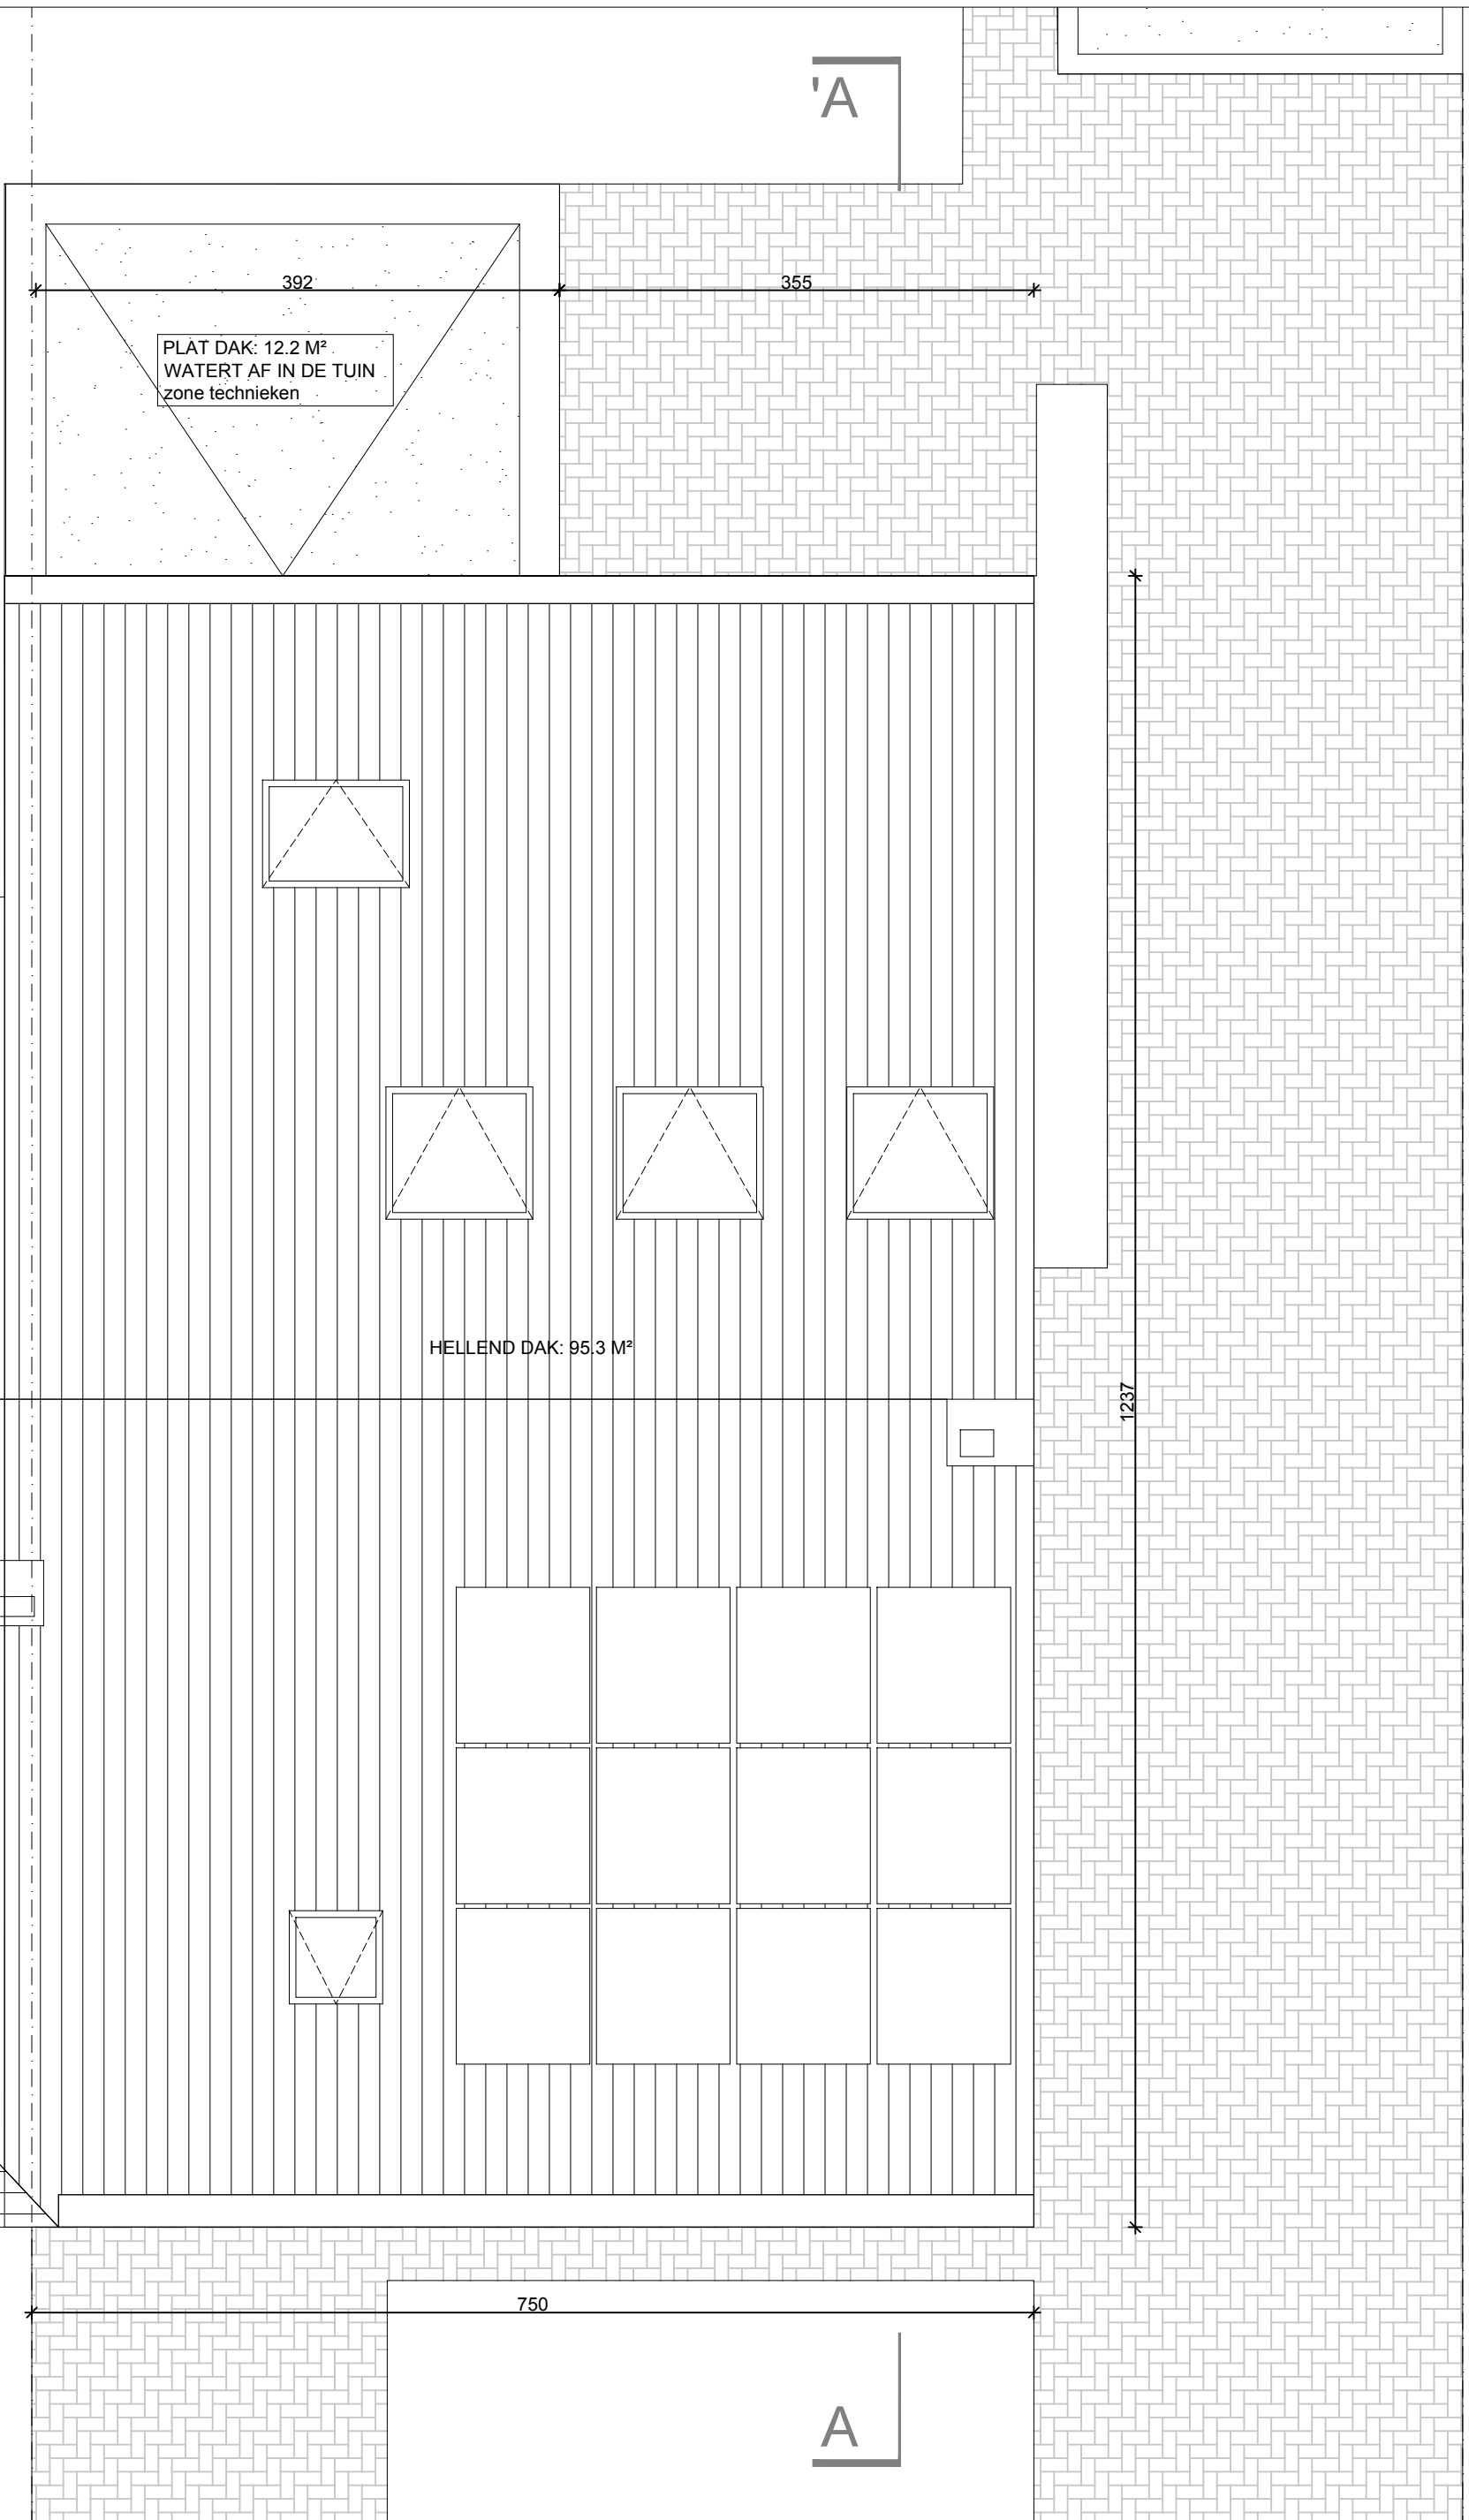 'A
392
355
PLAT DAK: 12.2 M²
WATERT AF IN DE TUIN
zone technieken
HELLEND DAK: 95.3 M²
1237
750
A